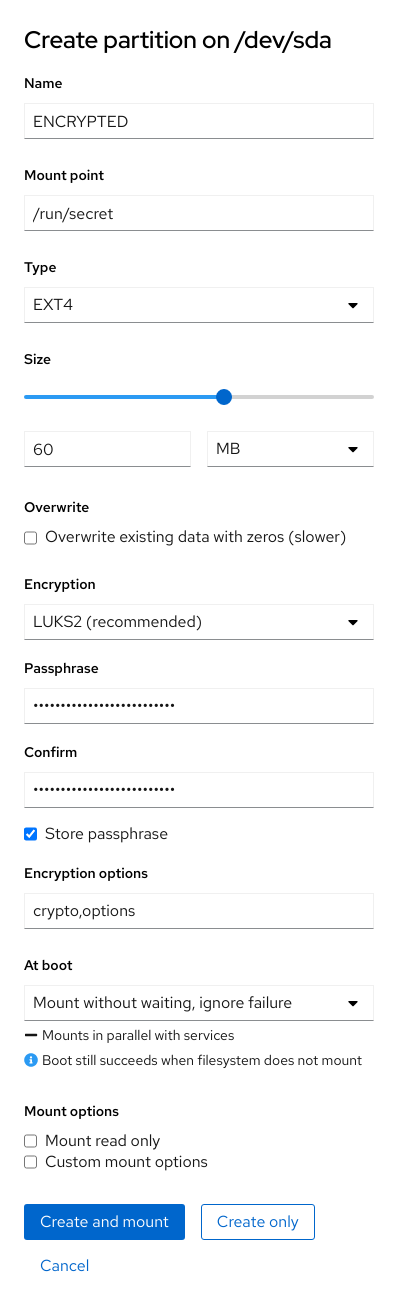 Create partition on /dev/sda
Name
ENCRYPTED
Mount point
/run/secret
Type
EXT4
Size
60
MB
Overwrite
Overwrite existing data with zeros (slower)
Encryption
LUKS2 (recommended)
Passphrase
••••••••••••••••••••••••••
Confirm
••••••••••••••••••••••••••
Store passphrase
Encryption options
crypto,options
At boot
Mount without waiting, ignore failure
Mounts in parallel with services
Boot still succeeds when filesystem does not mount
Mount options
Mount read only
Custom mount options
Create and mount
Create only
Cancel